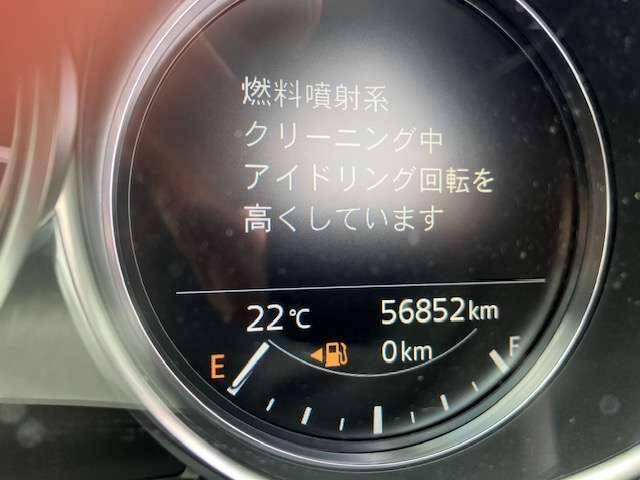 燃料噴射系
クリーニング中
アイドリング回転を
高くしています
22℃ 56852km
0km
E F